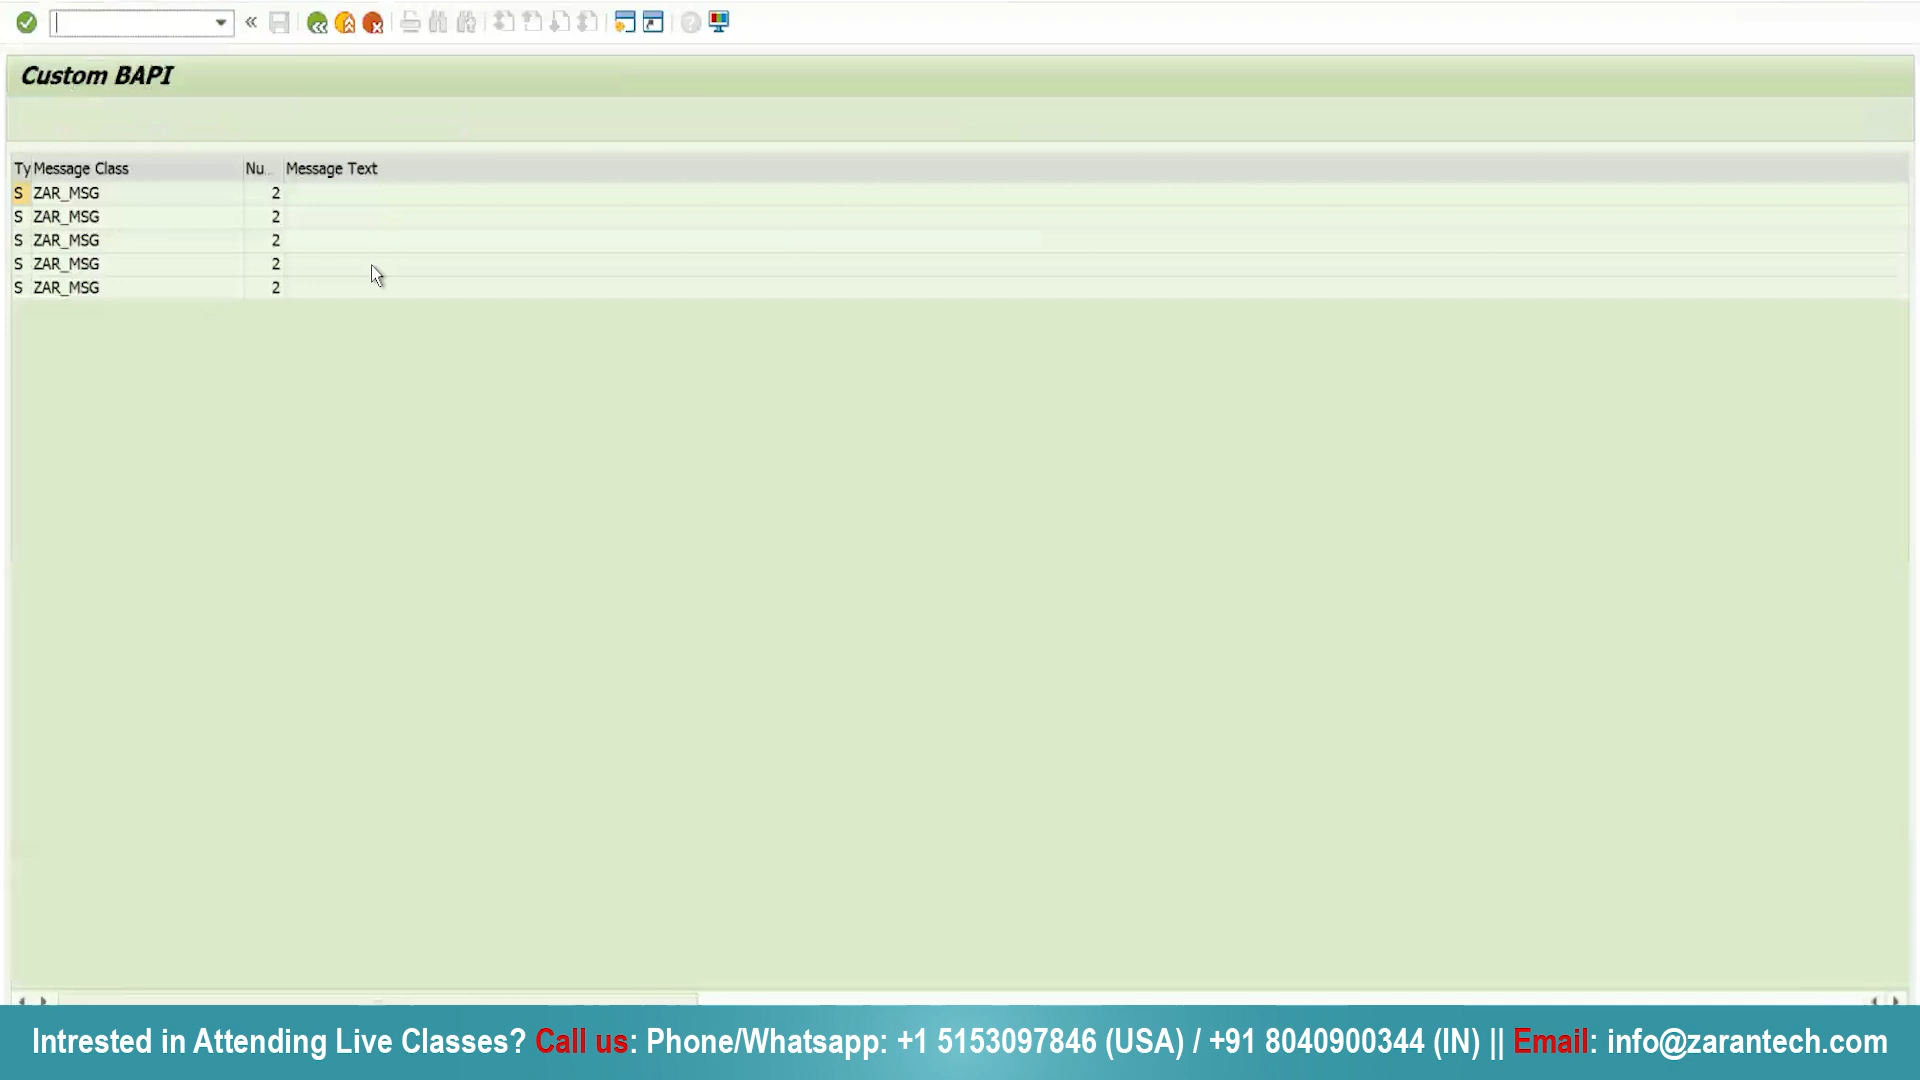 Custom BAPI
Ty Message Class Nu... Message Text
S ZAR_MSG 2
S ZAR_MSG 2
S ZAR_MSG 2
S ZAR_MSG 2
S ZAR_MSG 2
Intrested in Attending Live Classes? Call us: Phone/Whatsapp: +1 5153097846 (USA) / +91 8040900344 (IN) || Email: info@zarantech.com